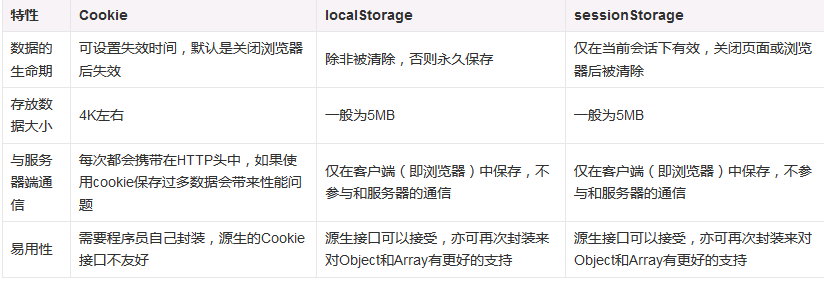 特性 Cookie localStorage sessionStorage
数据的
生命期
可设置失效时间，默认是关闭浏览器
后失效
除非被清除，否则永久保存
仅在当前会话下有效，关闭页面或浏览
器后被清除
存放数
据大小
4K左右
一般为5MB
一般为5MB
与服务
器端通
信
每次都会携带在HTTP头中，如果使
用cookie保存过多数据会带来性能问
题
仅在客户端（即浏览器）中保存，不
参与和服务器的通信
仅在客户端（即浏览器）中保存，不参
与和服务器的通信
易用性
需要程序员自己封装，源生的Cookie
接口不友好
源生接口可以接受，亦可再次封装来
对Object和Array有更好的支持
源生接口可以接受，亦可再次封装来对
Object和Array有更好的支持